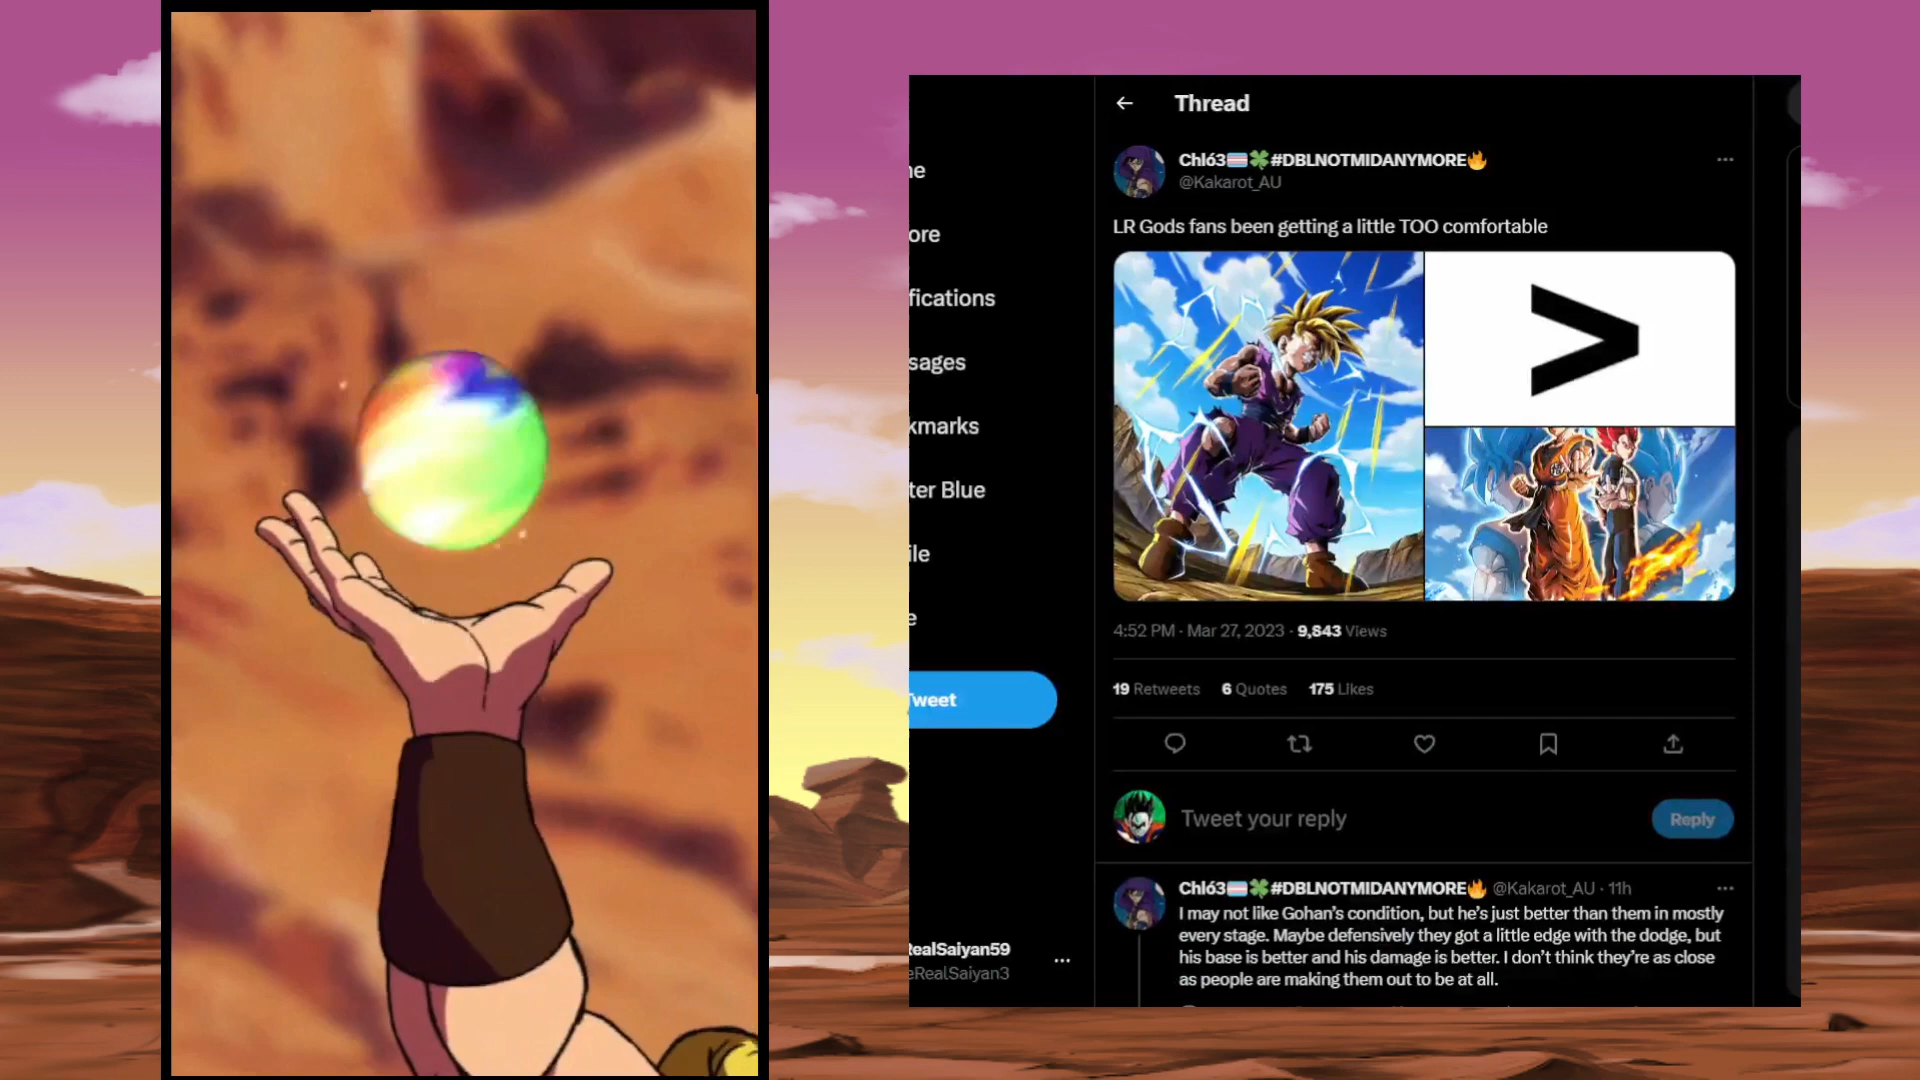 Thread
Chl63 #DBLNOTMIDANYMORE🔥
@Kakarot_AU
LR Gods fans been getting a little TOO comfortable
>
4:52 PM · Mar 27, 2023 · 9,843 Views
19 Retweets 6 Quotes 175 Likes
Tweet your reply
Reply
Chl63 #DBLNOTMIDANYMORE🔥 @Kakarot_AU · 11h
I may not like Gohan's condition, but he's just better than them in mostly
every stage. Maybe defensively they got a little edge with the dodge, but
his base is better and his damage is better. I don't think they're as close
as people are making them out to be at all.
ne
ore
fications
sages
kmarks
ter Blue
ile
e
Tweet
RealSaiyan59
eRealSaiyan3